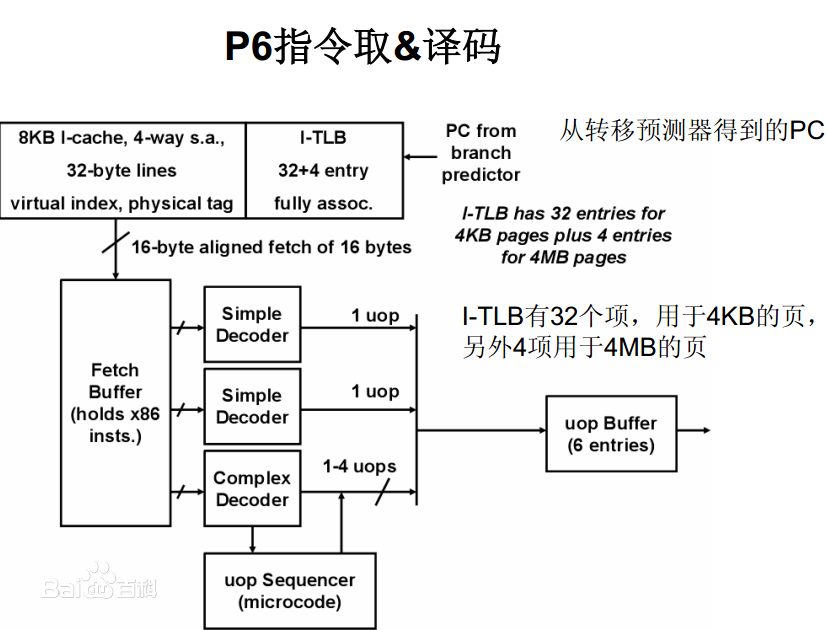 P6指令取&译码
8KB I-cache, 4-way s.a.,
32-byte lines
virtual index, physical tag
I-TLB
32+4 entry
fully assoc.
PC from
branch
predictor
从转移预测器得到的PC
I-TLB has 32 entries for
4KB pages plus 4 entries
for 4MB pages
16-byte aligned fetch of 16 bytes
I-TLB有32个项，用于4KB的页，
另外4项用于4MB的页
Fetch
Buffer
(holds x86
insts.)
Simple
Decoder
1 uop
Simple
Decoder
1 uop
Complex
Decoder
1-4 uops
uop Buffer
(6 entries)
uop Sequencer
(microcode)
Bai百科